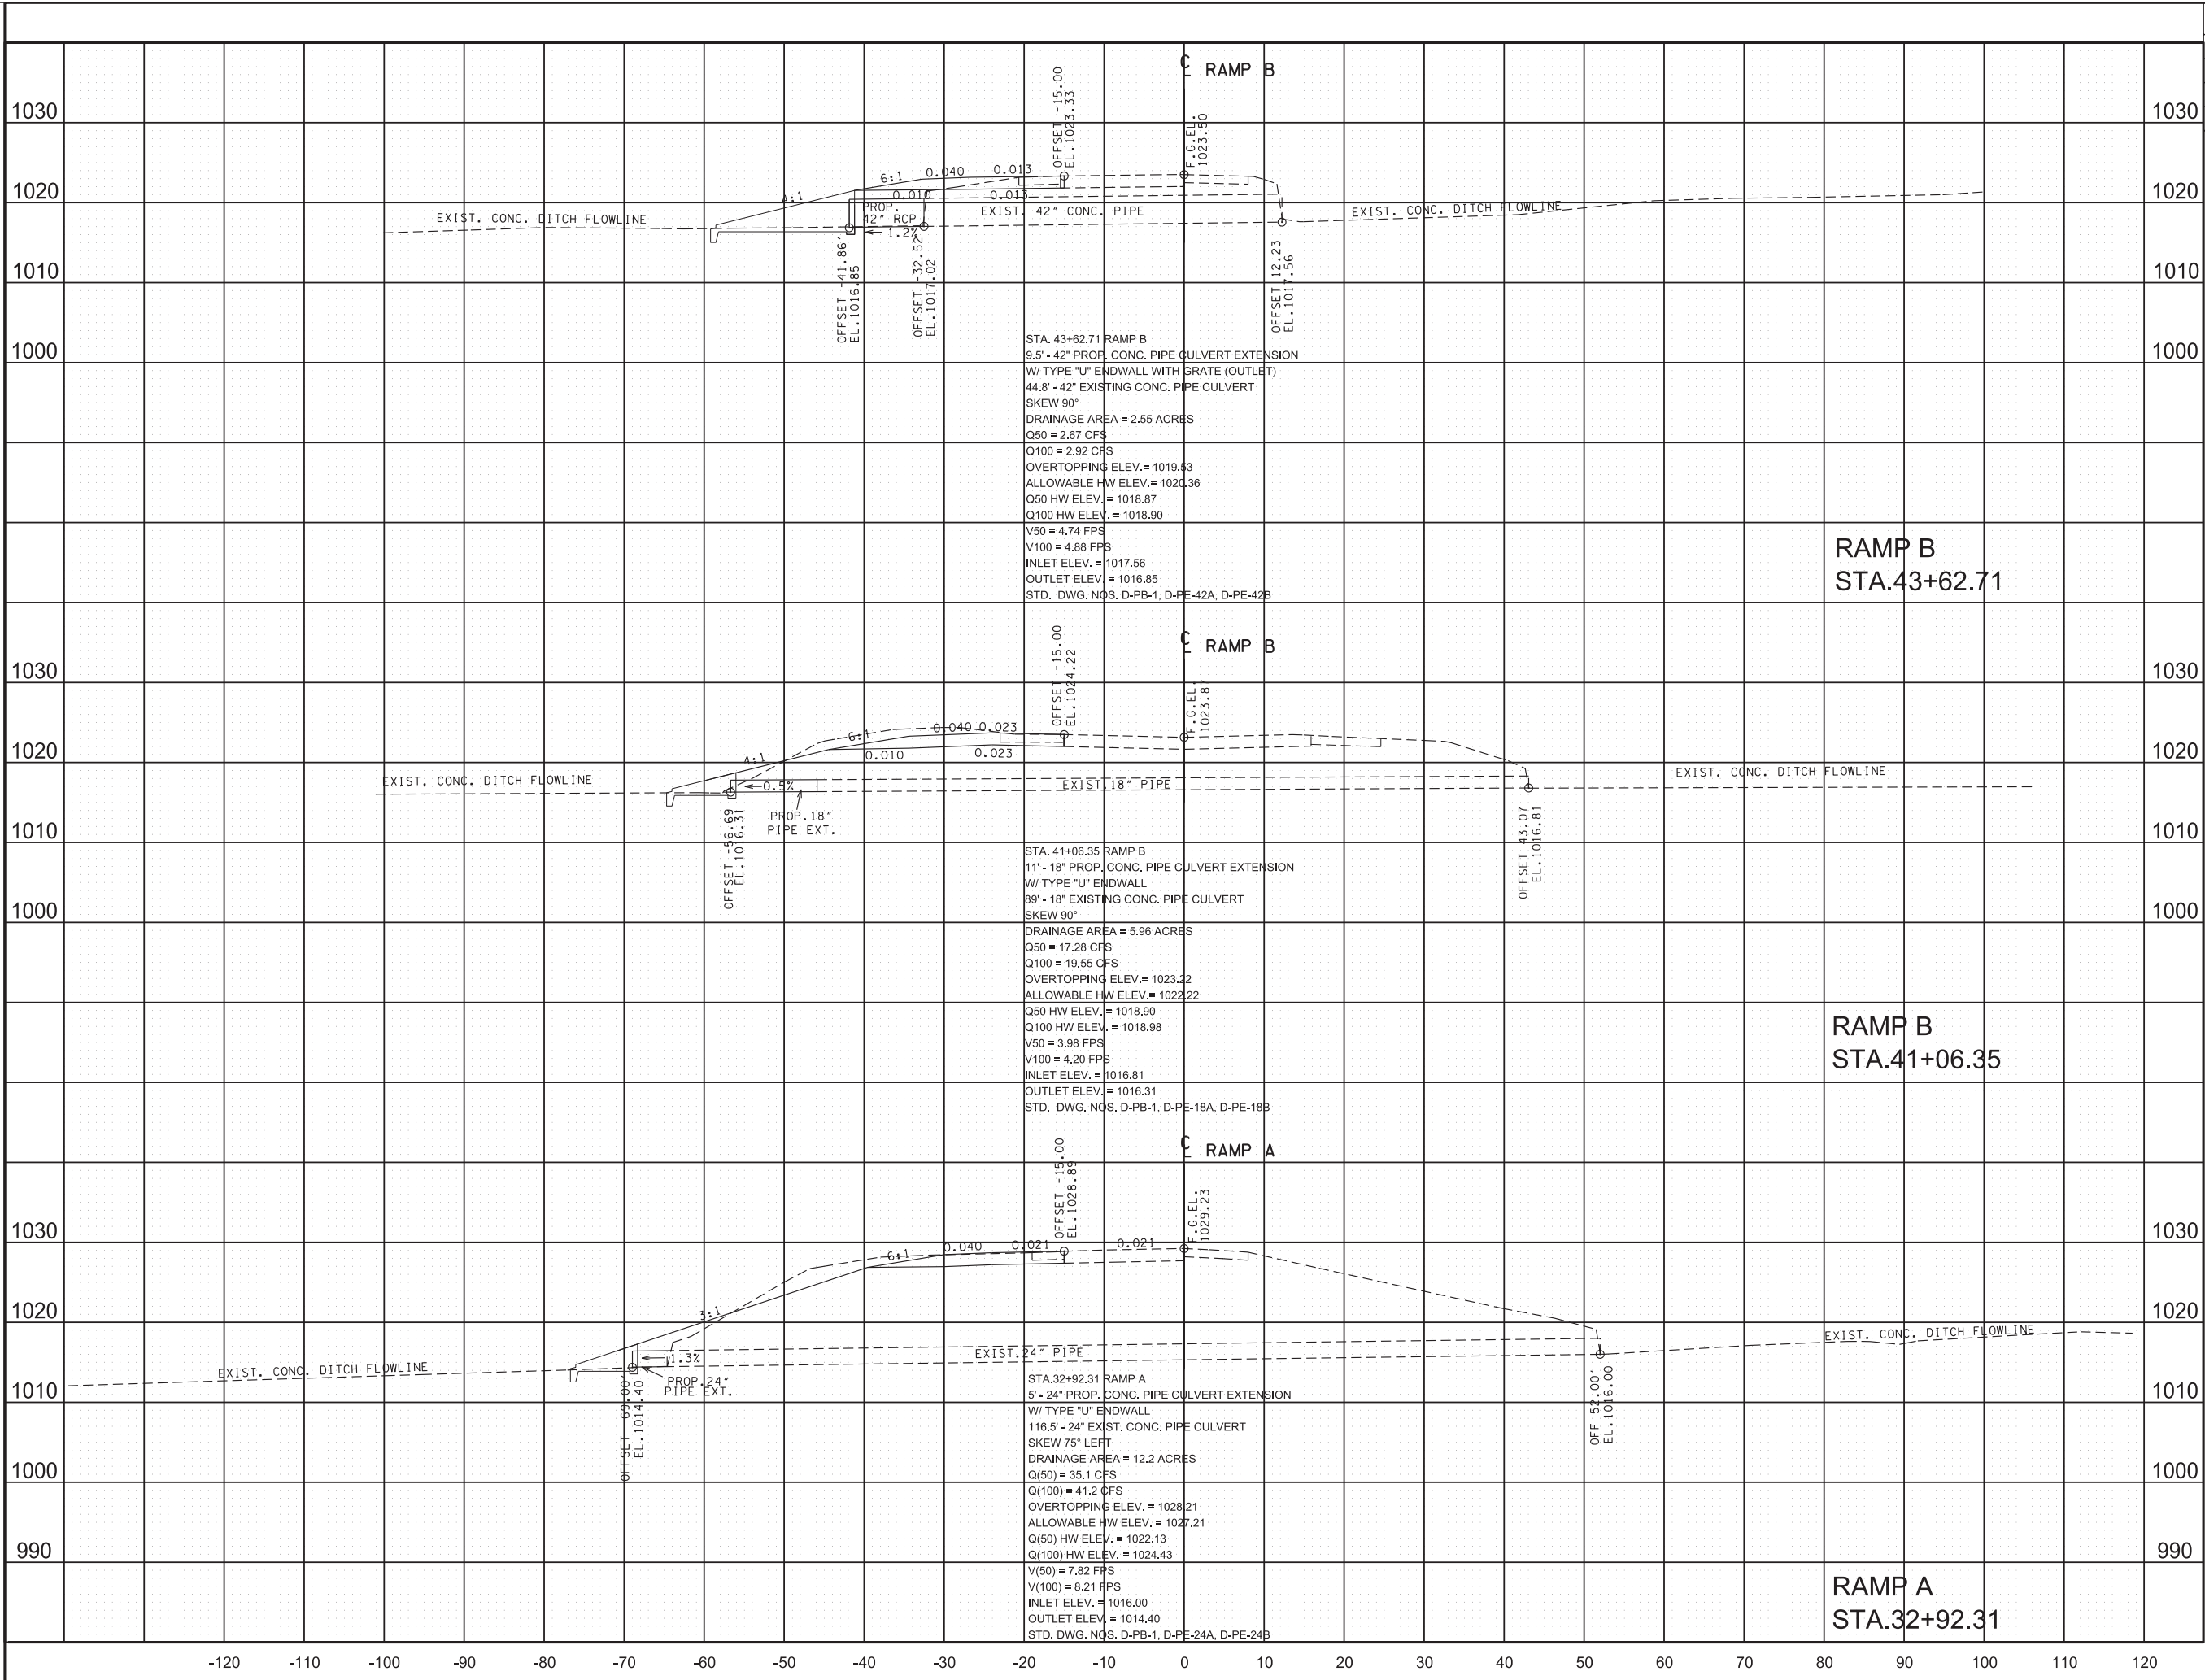 ℄ RAMP B
OFFSET -15.00
EL.1023.33
F.G.EL.
1023.50
1030
1030
6:1
0.040
0.013
4:1
0.010
0.013
1020
1020
EXIST. CONC. DITCH FLOWLINE
PROP.
42" RCP
EXIST. 42" CONC. PIPE
EXIST. CONC. DITCH FLOWLINE
1.2%
OFFSET -41.86'
EL.1016.85
OFFSET -32.52'
EL.1017.02
OFFSET 12.23
EL.1017.56
1010
1010
1000
1000
STA. 43+62.71 RAMP B
9.5' - 42" PROP. CONC. PIPE CULVERT EXTENSION
W/ TYPE "U" ENDWALL WITH GRATE (OUTLET)
44.8' - 42" EXISTING CONC. PIPE CULVERT
SKEW 90°
DRAINAGE AREA = 2.55 ACRES
Q50 = 2.67 CFS
Q100 = 2.92 CFS
OVERTOPPING ELEV.= 1019.53
ALLOWABLE HW ELEV.= 1020.36
Q50 HW ELEV. = 1018.87
Q100 HW ELEV. = 1018.90
V50 = 4.74 FPS
V100 = 4.88 FPS
INLET ELEV. = 1017.56
OUTLET ELEV. = 1016.85
STD. DWG. NOS. D-PB-1, D-PE-42A, D-PE-42B
RAMP B
STA.43+62.71
℄ RAMP B
OFFSET -15.00
EL.1024.22
F.G.EL.
1023.87
1030
1030
6:1
0.040
0.023
4:1
0.010
0.023
1020
1020
EXIST. CONC. DITCH FLOWLINE
0.5%
EXIST.18" PIPE
EXIST. CONC. DITCH FLOWLINE
PROP.18"
PIPE EXT.
OFFSET -56.69
EL.1016.31
OFFSET 43.07
EL.1016.81
1010
1010
1000
1000
STA. 41+06.35 RAMP B
11' - 18" PROP. CONC. PIPE CULVERT EXTENSION
W/ TYPE "U" ENDWALL
89' - 18" EXISTING CONC. PIPE CULVERT
SKEW 90°
DRAINAGE AREA = 5.96 ACRES
Q50 = 17.28 CFS
Q100 = 19.55 CFS
OVERTOPPING ELEV.= 1023.22
ALLOWABLE HW ELEV.= 1022.22
Q50 HW ELEV. = 1018.90
Q100 HW ELEV. = 1018.98
V50 = 3.98 FPS
V100 = 4.20 FPS
INLET ELEV. = 1016.81
OUTLET ELEV. = 1016.31
STD. DWG. NOS. D-PB-1, D-PE-18A, D-PE-18B
RAMP B
STA.41+06.35
℄ RAMP A
OFFSET -15.00
EL.1028.89
F.G.EL.
1029.23
1030
1030
6:1
0.040
0.021
0.021
3:1
1020
1020
EXIST. CONC. DITCH FLOWLINE
1.3%
EXIST.24" PIPE
EXIST. CONC. DITCH FLOWLINE
PROP.24"
PIPE EXT.
OFFSET -69.00'
EL.1014.40
OFF 52.00'
EL.1016.00
1010
1010
1000
1000
990
990
STA.32+92.31 RAMP A
5' - 24" PROP. CONC. PIPE CULVERT EXTENSION
W/ TYPE "U" ENDWALL
116.5' - 24" EXIST. CONC. PIPE CULVERT
SKEW 75° LEFT
DRAINAGE AREA = 12.2 ACRES
Q(50) = 35.1 CFS
Q(100) = 41.2 CFS
OVERTOPPING ELEV. = 1028.21
ALLOWABLE HW ELEV. = 1027.21
Q(50) HW ELEV. = 1022.13
Q(100) HW ELEV. = 1024.43
V(50) = 7.82 FPS
V(100) = 8.21 FPS
INLET ELEV. = 1016.00
OUTLET ELEV. = 1014.40
STD. DWG. NOS. D-PB-1, D-PE-24A, D-PE-24B
RAMP A
STA.32+92.31
-120 -110 -100 -90 -80 -70 -60 -50 -40 -30 -20 -10 0 10 20 30 40 50 60 70 80 90 100 110 120